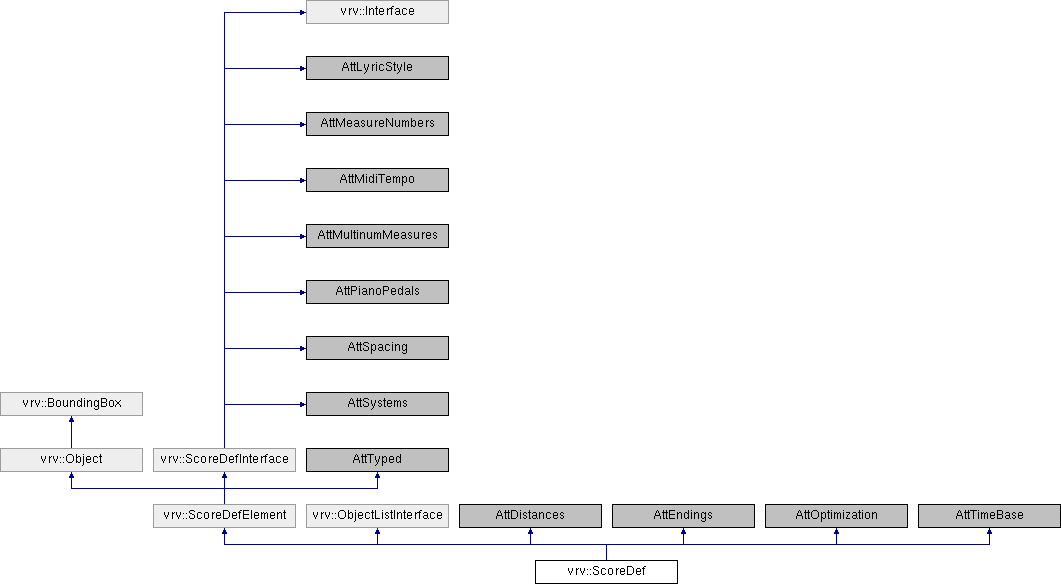 vrv::Interface
AttLyricStyle
AttMeasureNumbers
AttMidiTempo
AttMultinumMeasures
AttPianoPedals
AttSpacing
vrv::BoundingBox
AttSystems
vrv::Object
vrv::ScoreDefInterface
AttTyped
vrv::ScoreDefElement
vrv::ObjectListInterface
AttDistances
AttEndings
AttOptimization
AttTimeBase
vrv::ScoreDef